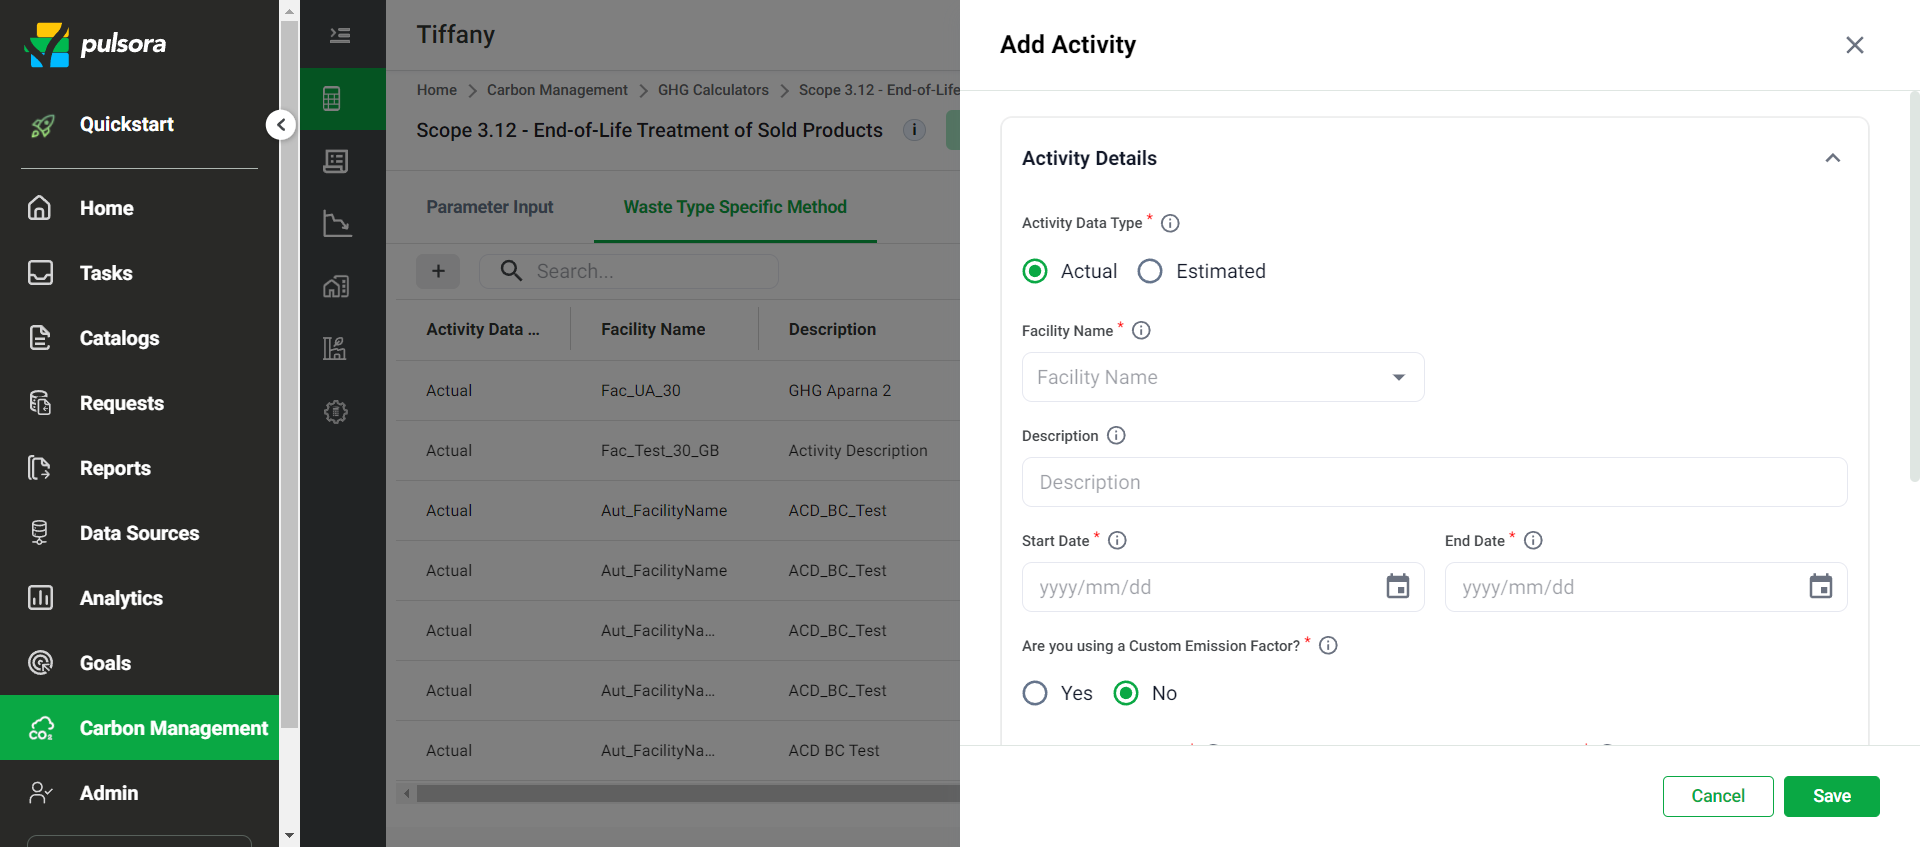 pulsora
Quickstart
Home
Tasks
Catalogs
Requests
Reports
Data Sources
Analytics
Goals
CO2 Carbon Management
Admin
Tiffany
Home > Carbon Management > GHG Calculators > Scope 3.12 - End-of-Life
Scope 3.12 - End-of-Life Treatment of Sold Products i
Parameter Input Waste Type Specific Method
+ Search...
Activity Data ... Facility Name Description
Actual Fac_UA_30 GHG Aparna 2
Actual Fac_Test_30_GB Activity Description
Actual Aut_FacilityName ACD_BC_Test
Actual Aut_FacilityName ACD_BC_Test
Actual Aut_FacilityNa... ACD_BC_Test
Actual Aut_FacilityNa... ACD_BC_Test
Actual Aut_FacilityNa... ACD BC Test
Add Activity
Activity Details
Activity Data Type *
Actual Estimated
Facility Name *
Facility Name
Description
Description
Start Date * End Date *
yyyy/mm/dd yyyy/mm/dd
Are you using a Custom Emission Factor? *
Yes No
Cancel Save